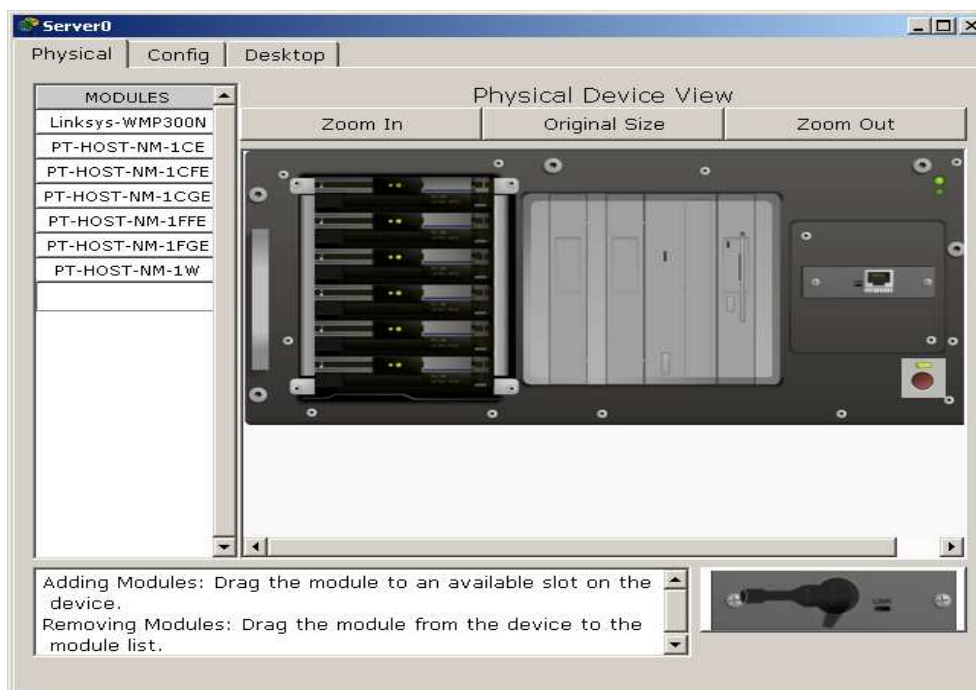 Server0
Physical
Config
Desktop
MODULES
Linksys-WMP300N
PT-HOST-NM-1CE
PT-HOST-NM-1CFE
PT-HOST-NM-1CGE
PT-HOST-NM-1FFE
PT-HOST-NM-1FGE
PT-HOST-NM-1W
Physical Device View
Zoom In
Original Size
Zoom Out
Adding Modules: Drag the module to an available slot on the
device.
Removing Modules: Drag the module from the device to the
module list.